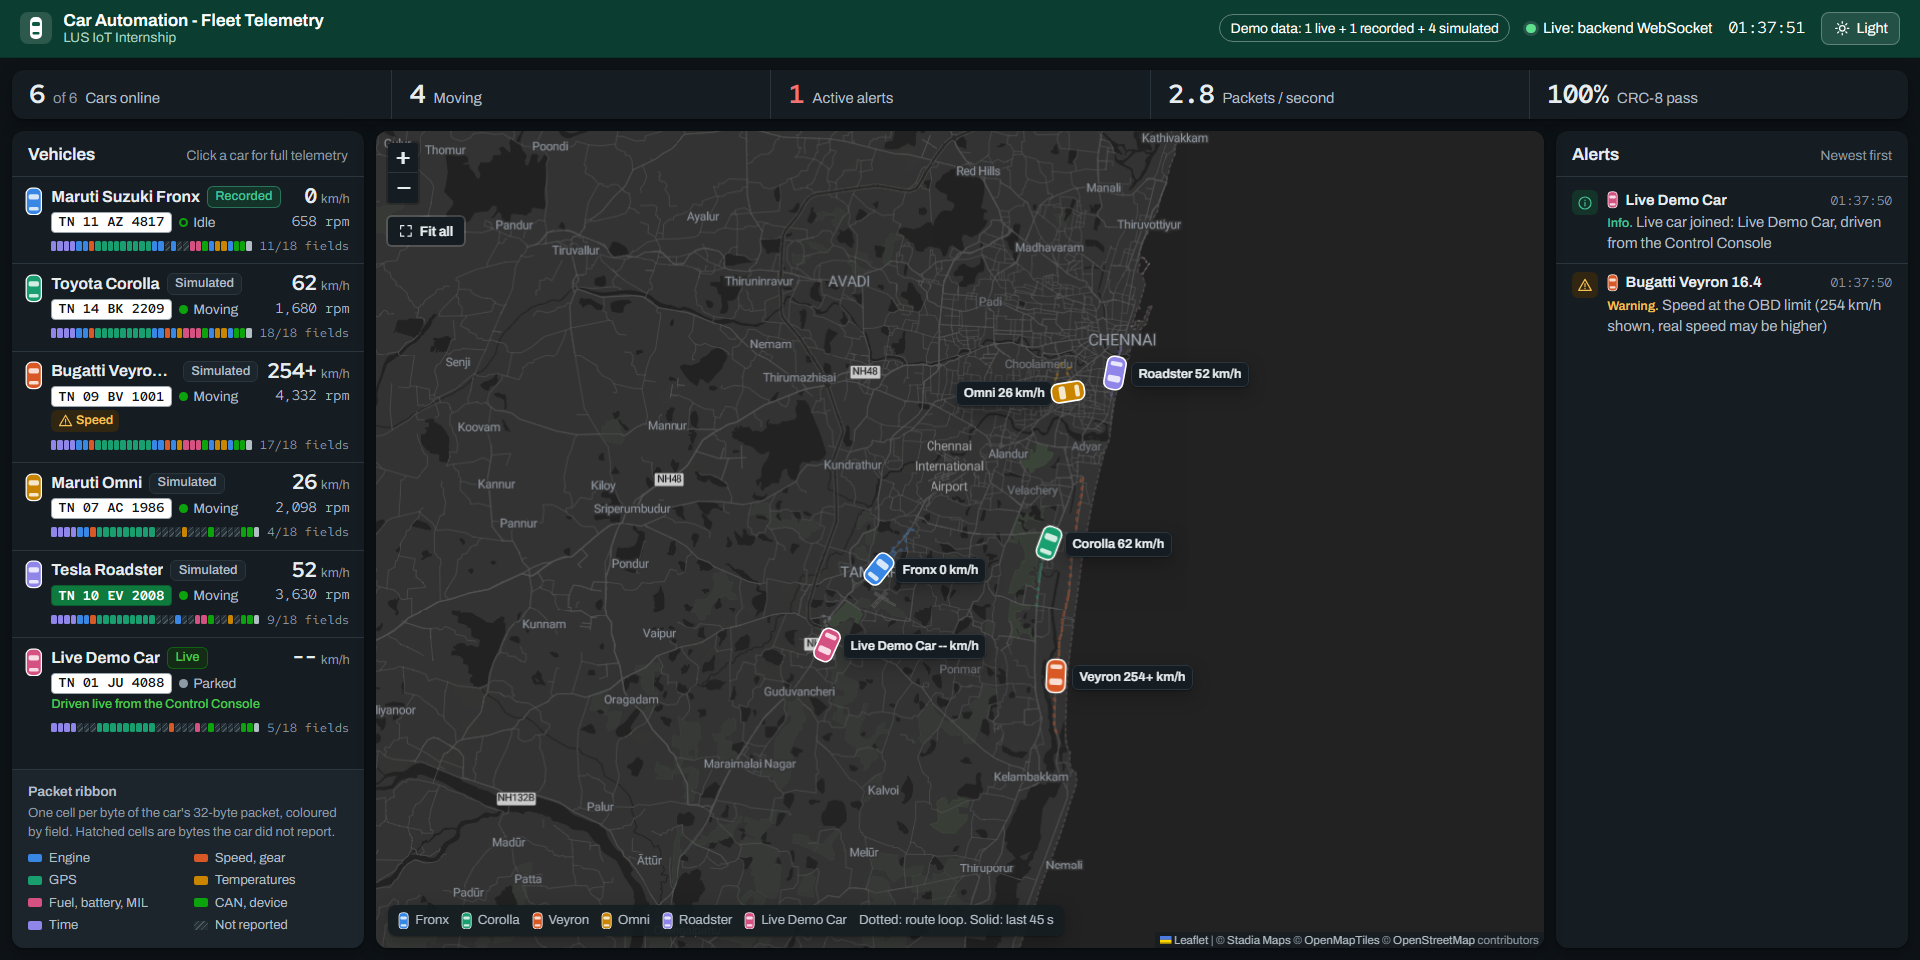 Car Automation - Fleet Telemetry
LUS IoT Internship
Demo data: 1 live + 1 recorded + 4 simulated
Live: backend WebSocket
01:37:51
Light
6 of 6 Cars online
4 Moving
1 Active alerts
2.8 Packets / second
100% CRC-8 pass
Vehicles
Click a car for full telemetry
Maruti Suzuki Fronx Recorded 0 km/h
TN 11 AZ 4817 Idle 658 rpm
11/18 fields
Toyota Corolla Simulated 62 km/h
TN 14 BK 2209 Moving 1,680 rpm
18/18 fields
Bugatti Veyro... Simulated 254+ km/h
TN 09 BV 1001 Moving 4,332 rpm
Speed
17/18 fields
Maruti Omni Simulated 26 km/h
TN 07 AC 1986 Moving 2,098 rpm
4/18 fields
Tesla Roadster Simulated 52 km/h
TN 10 EV 2008 Moving 3,630 rpm
9/18 fields
Live Demo Car Live -- km/h
TN 01 JU 4088 Parked
Driven live from the Control Console
5/18 fields
Packet ribbon
One cell per byte of the car's 32-byte packet, coloured
by field. Hatched cells are bytes the car did not report.
Engine
Speed, gear
GPS
Temperatures
Fuel, battery, MIL
CAN, device
Time
Not reported
+
−
Fit all
Kathivakkam
Thomur
Poondi
Red Hills
Manali
Pandur
Ayalur
Thiruvottiyur
Tiruvallur
Madhavaram
Thiruninravur
AVADI
Padi
CHENNAI
Nemam
Senji
Choolaimedu
Thirumazhisai
NH48
Roadster 52 km/h
Omni 26 km/h
Koovam
Mannur
Chennai
International
Airport
Alandur
Adyar
Kundrathur
NH48
Kannur
Kiloy
Velachery
Sriperumbudur
Pannur
Corolla 62 km/h
Pondur
Fronx 0 km/h
Kunnam
Vaipur
Live Demo Car -- km/h
Ponmar
Veyron 254+ km/h
Guduvancheri
Oragadam
liyanoor
Maraimalai Nagar
Kelambakkam
Kalvoi
NH132B
Palur
Madūr
Āttūr
Melūr
Thiruporur
Nemali
Patta
Padūr
Fronx
Corolla
Veyron
Omni
Roadster
Live Demo Car
Dotted: route loop. Solid: last 45 s
Leaflet | © Stadia Maps © OpenMapTiles © OpenStreetMap contributors
Alerts
Newest first
Live Demo Car 01:37:50
Info. Live car joined: Live Demo Car, driven
from the Control Console
Bugatti Veyron 16.4 01:37:50
Warning. Speed at the OBD limit (254 km/h
shown, real speed may be higher)